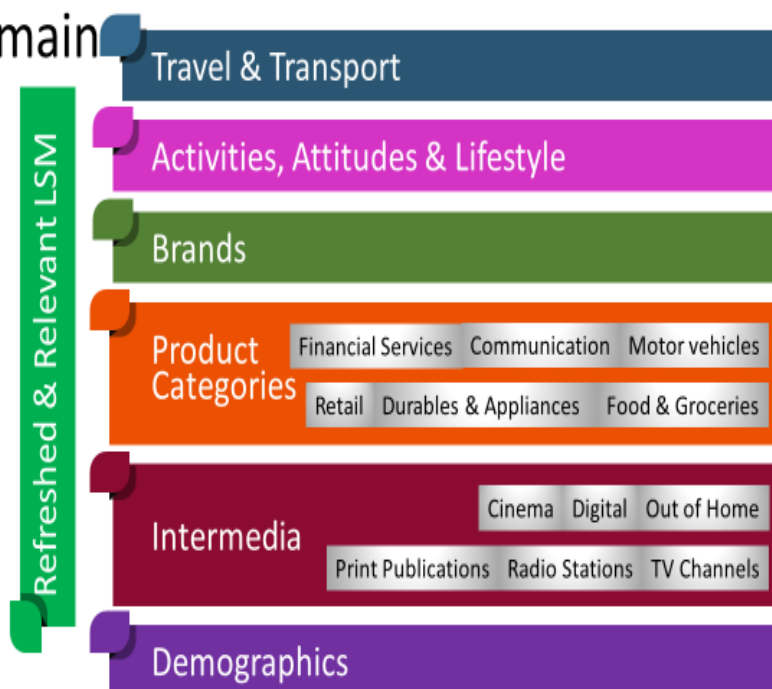 main
Travel & Transport
Refreshed & Relevant LSM
Activities, Attitudes & Lifestyle
Brands
Product
Categories
Financial Services Communication Motor vehicles
Retail Durables & Appliances Food & Groceries
Intermedia
Cinema Digital Out of Home
Print Publications Radio Stations TV Channels
Demographics